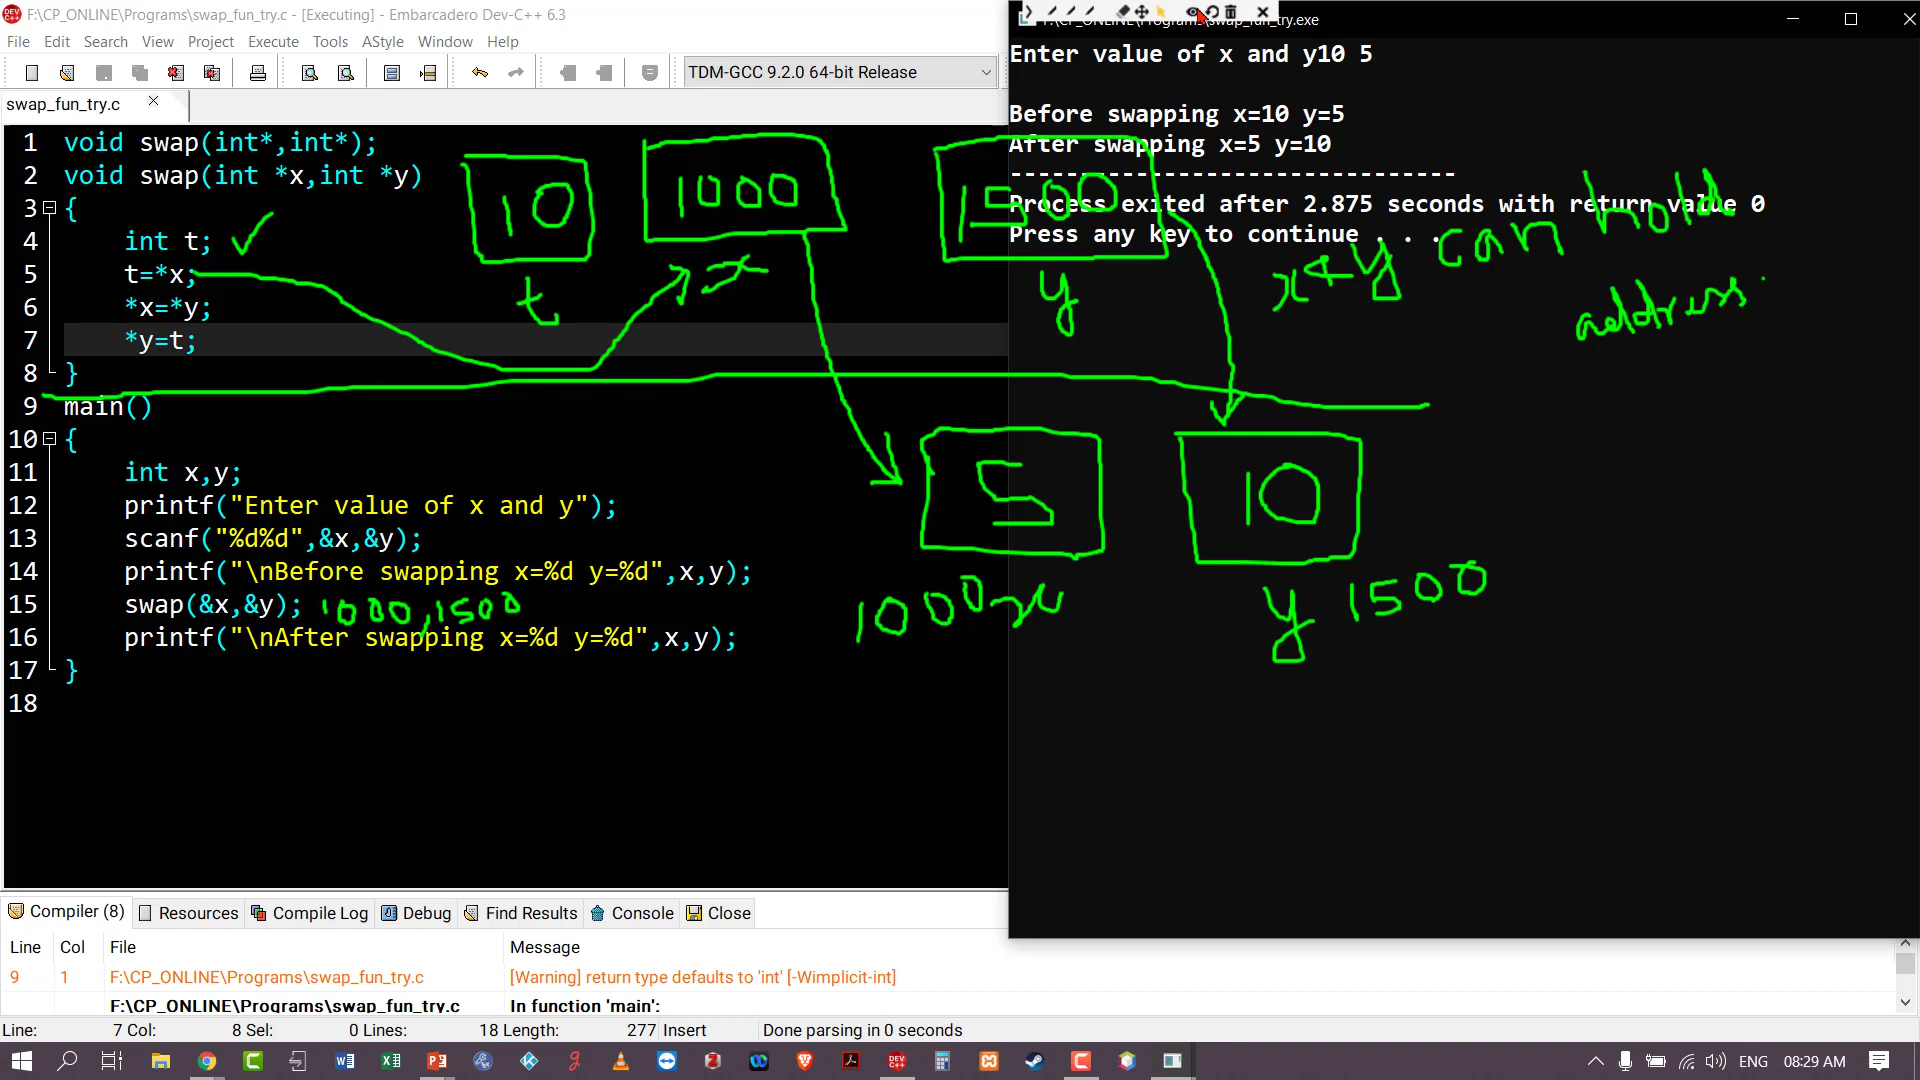 F:\CP_ONLINE\Programs\swap_fun_try.c - [Executing] - Embarcadero Dev-C++ 6.3
File Edit Search View Project Execute Tools AStyle Window Help
TDM-GCC 9.2.0 64-bit Release
swap_fun_try.c
1 void swap(int*,int*);
2 void swap(int *x,int *y)
3 {
4 int t;
5 t=*x;
6 *x=*y;
7 *y=t;
8 }
9 main()
10 {
11 int x,y;
12 printf("Enter value of x and y");
13 scanf("%d%d",&x,&y);
14 printf("\nBefore swapping x=%d y=%d",x,y);
15 swap(&x,&y); 1000,1500
16 printf("\nAfter swapping x=%d y=%d",x,y);
17 }
18
10 1000 1500
t x y
5 10
1000 x y 1500
F:\CP_ONLINE\Programs\swap_fun_try.exe
Enter value of x and y10 5
Before swapping x=10 y=5
After swapping x=5 y=10
--------------------------------
Process exited after 2.875 seconds with return value 0
Press any key to continue . . .
x & y can hold
address.
Compiler (8) Resources Compile Log Debug Find Results Console Close
Line Col File Message
9 1 F:\CP_ONLINE\Programs\swap_fun_try.c [Warning] return type defaults to 'int' [-Wimplicit-int]
F:\CP_ONLINE\Programs\swap_fun_try.c In function 'main':
Line: 7 Col: 8 Sel: 0 Lines: 18 Length: 277 Insert Done parsing in 0 seconds
ENG 08:29 AM